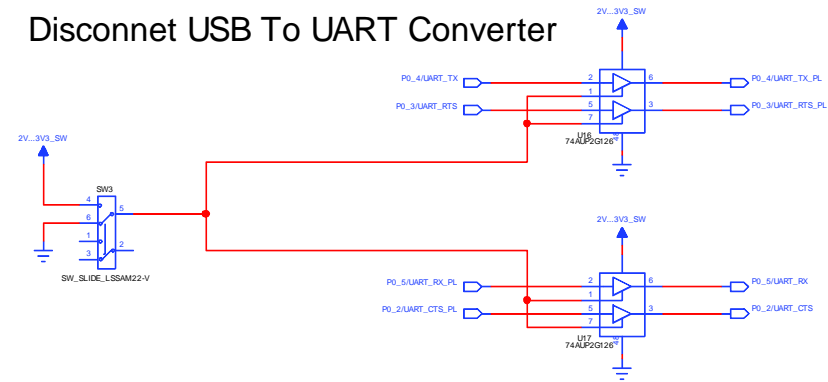 Disconnet USB To UART Converter
2V...3V3_SW
P0_4/UART_TX
2
6
P0_4/UART_TX_PL
1
P0_3/UART_RTS
5
3
P0_3/UART_RTS_PL
7
U16
74AUP2G126
2V...3V3_SW
SW3
4
5
6
1
2
3
SW_SLIDE_LSSAM22-V
2V...3V3_SW
P0_5/UART_RX_PL
2
6
P0_5/UART_RX
1
P0_2/UART_CTS_PL
5
3
P0_2/UART_CTS
7
U17
74AUP2G126